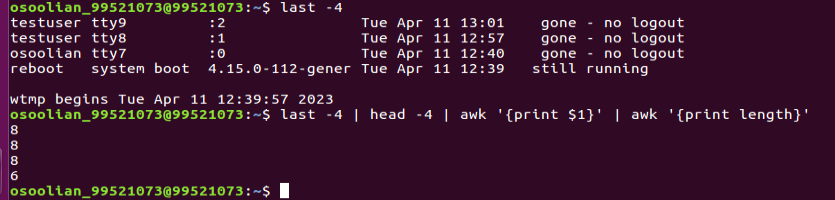 osoolian_99521073@99521073:~$ last -4
testuser tty9         :2               Tue Apr 11 13:01    gone - no logout
testuser tty8         :1               Tue Apr 11 12:57    gone - no logout
osoolian tty7         :0               Tue Apr 11 12:40    gone - no logout
reboot   system boot  4.15.0-112-gener Tue Apr 11 12:39   still running

wtmp begins Tue Apr 11 12:39:57 2023
osoolian_99521073@99521073:~$ last -4 | head -4 | awk '{print $1}' | awk '{print length}'
8
8
8
6
osoolian_99521073@99521073:~$